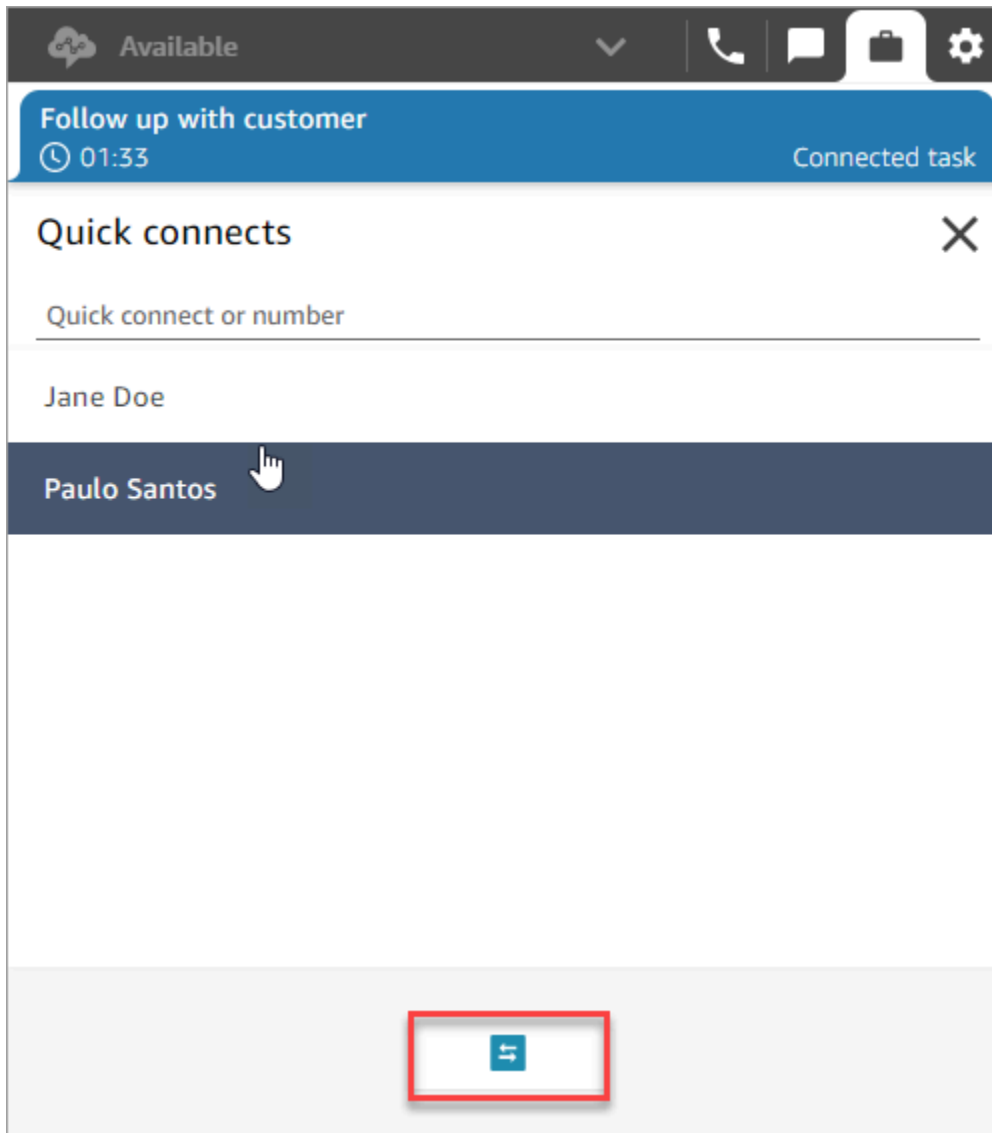 Available
Follow up with customer
01:33
Connected task
Quick connects
Quick connect or number
Jane Doe
Paulo Santos